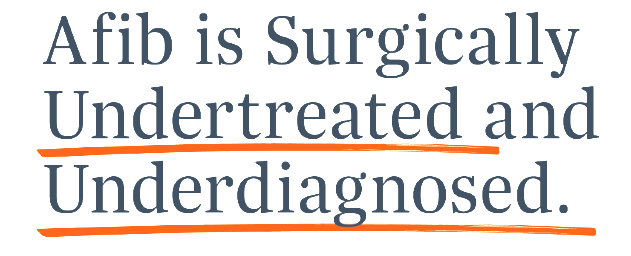 Afib is Surgically
Undertreated and
Underdiagnosed.